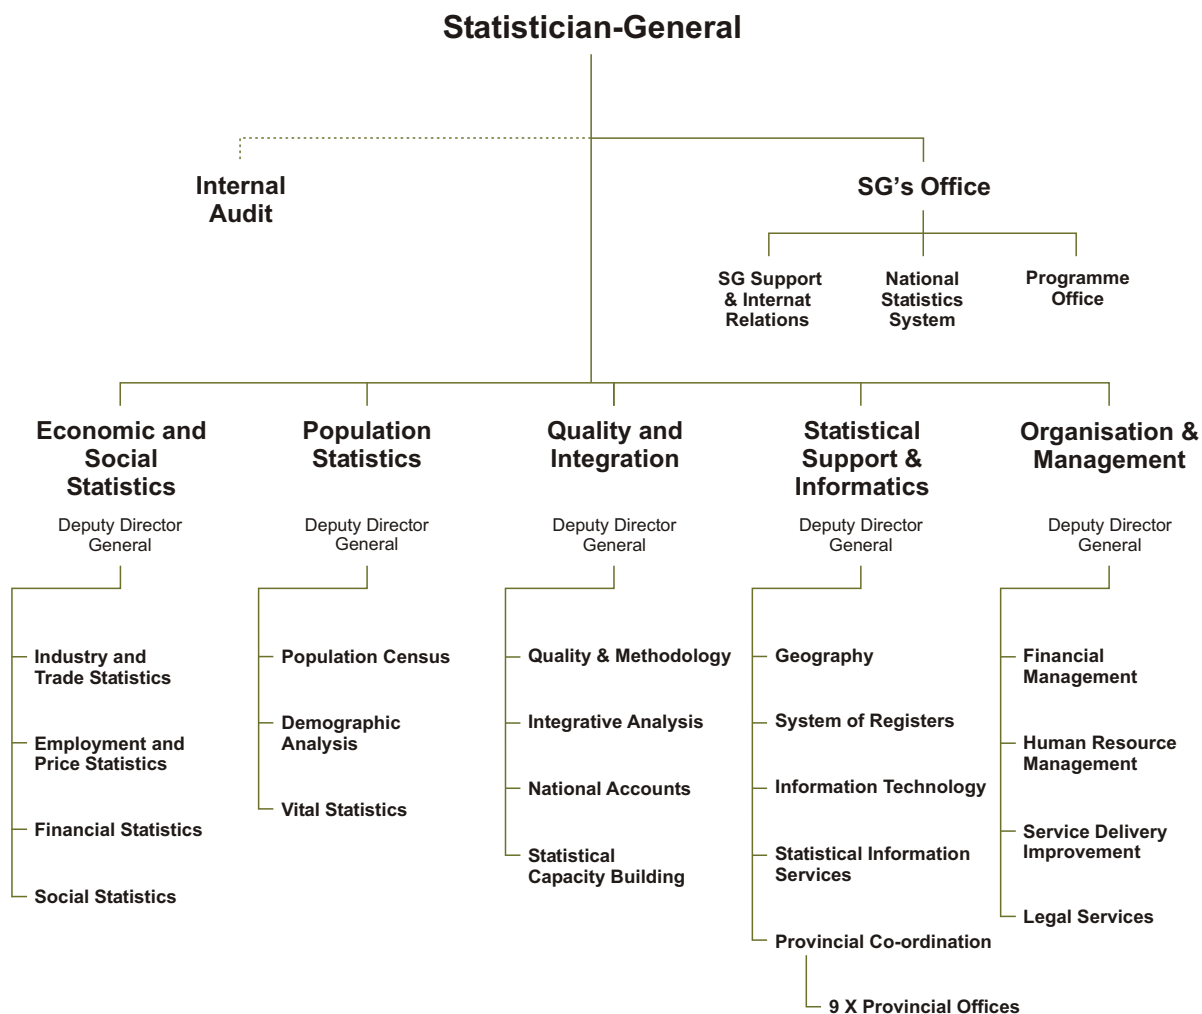 Statistician-General
Internal
Audit
SG's Office
SG Support
& Internat
Relations
National
Statistics
System
Programme
Office
Economic and
Social
Statistics
Deputy Director
General
Industry and
Trade Statistics
Employment and
Price Statistics
Financial Statistics
Social Statistics
Population
Statistics
Deputy Director
General
Population Census
Demographic
Analysis
Vital Statistics
Quality and
Integration
Deputy Director
General
Quality & Methodology
Integrative Analysis
National Accounts
Statistical
Capacity Building
Statistical
Support &
Informatics
Deputy Director
General
Geography
System of Registers
Information Technology
Statistical Information
Services
Provincial Co-ordination
9 X Provincial Offices
Organisation &
Management
Deputy Director
General
Financial
Management
Human Resource
Management
Service Delivery
Improvement
Legal Services